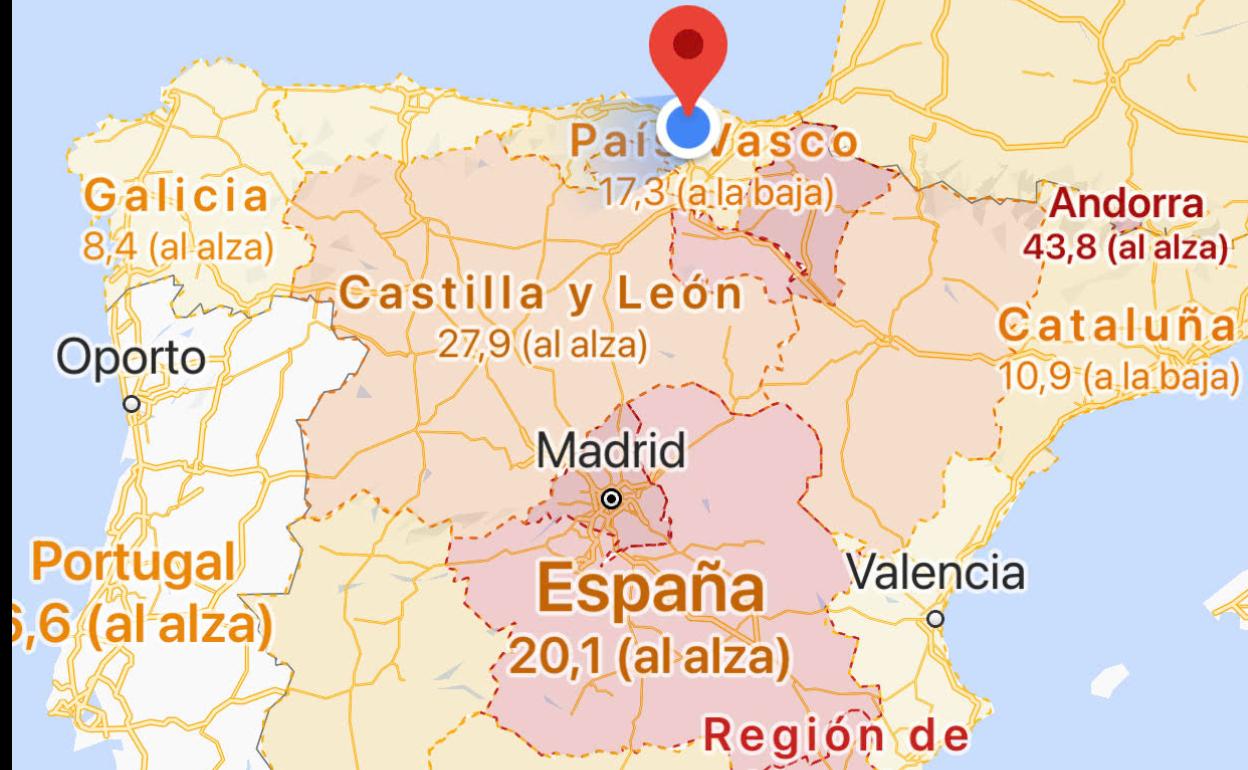 País Vasco
17,3 (a la baja)
Galicia
8,4 (al alza)
Andorra
43,8 (al alza)
Castilla y León
27,9 (al alza)
Cataluña
10,9 (a la baja)
Oporto
Madrid
Portugal
6,6 (al alza)
España
20,1 (al alza)
Valencia
Región de